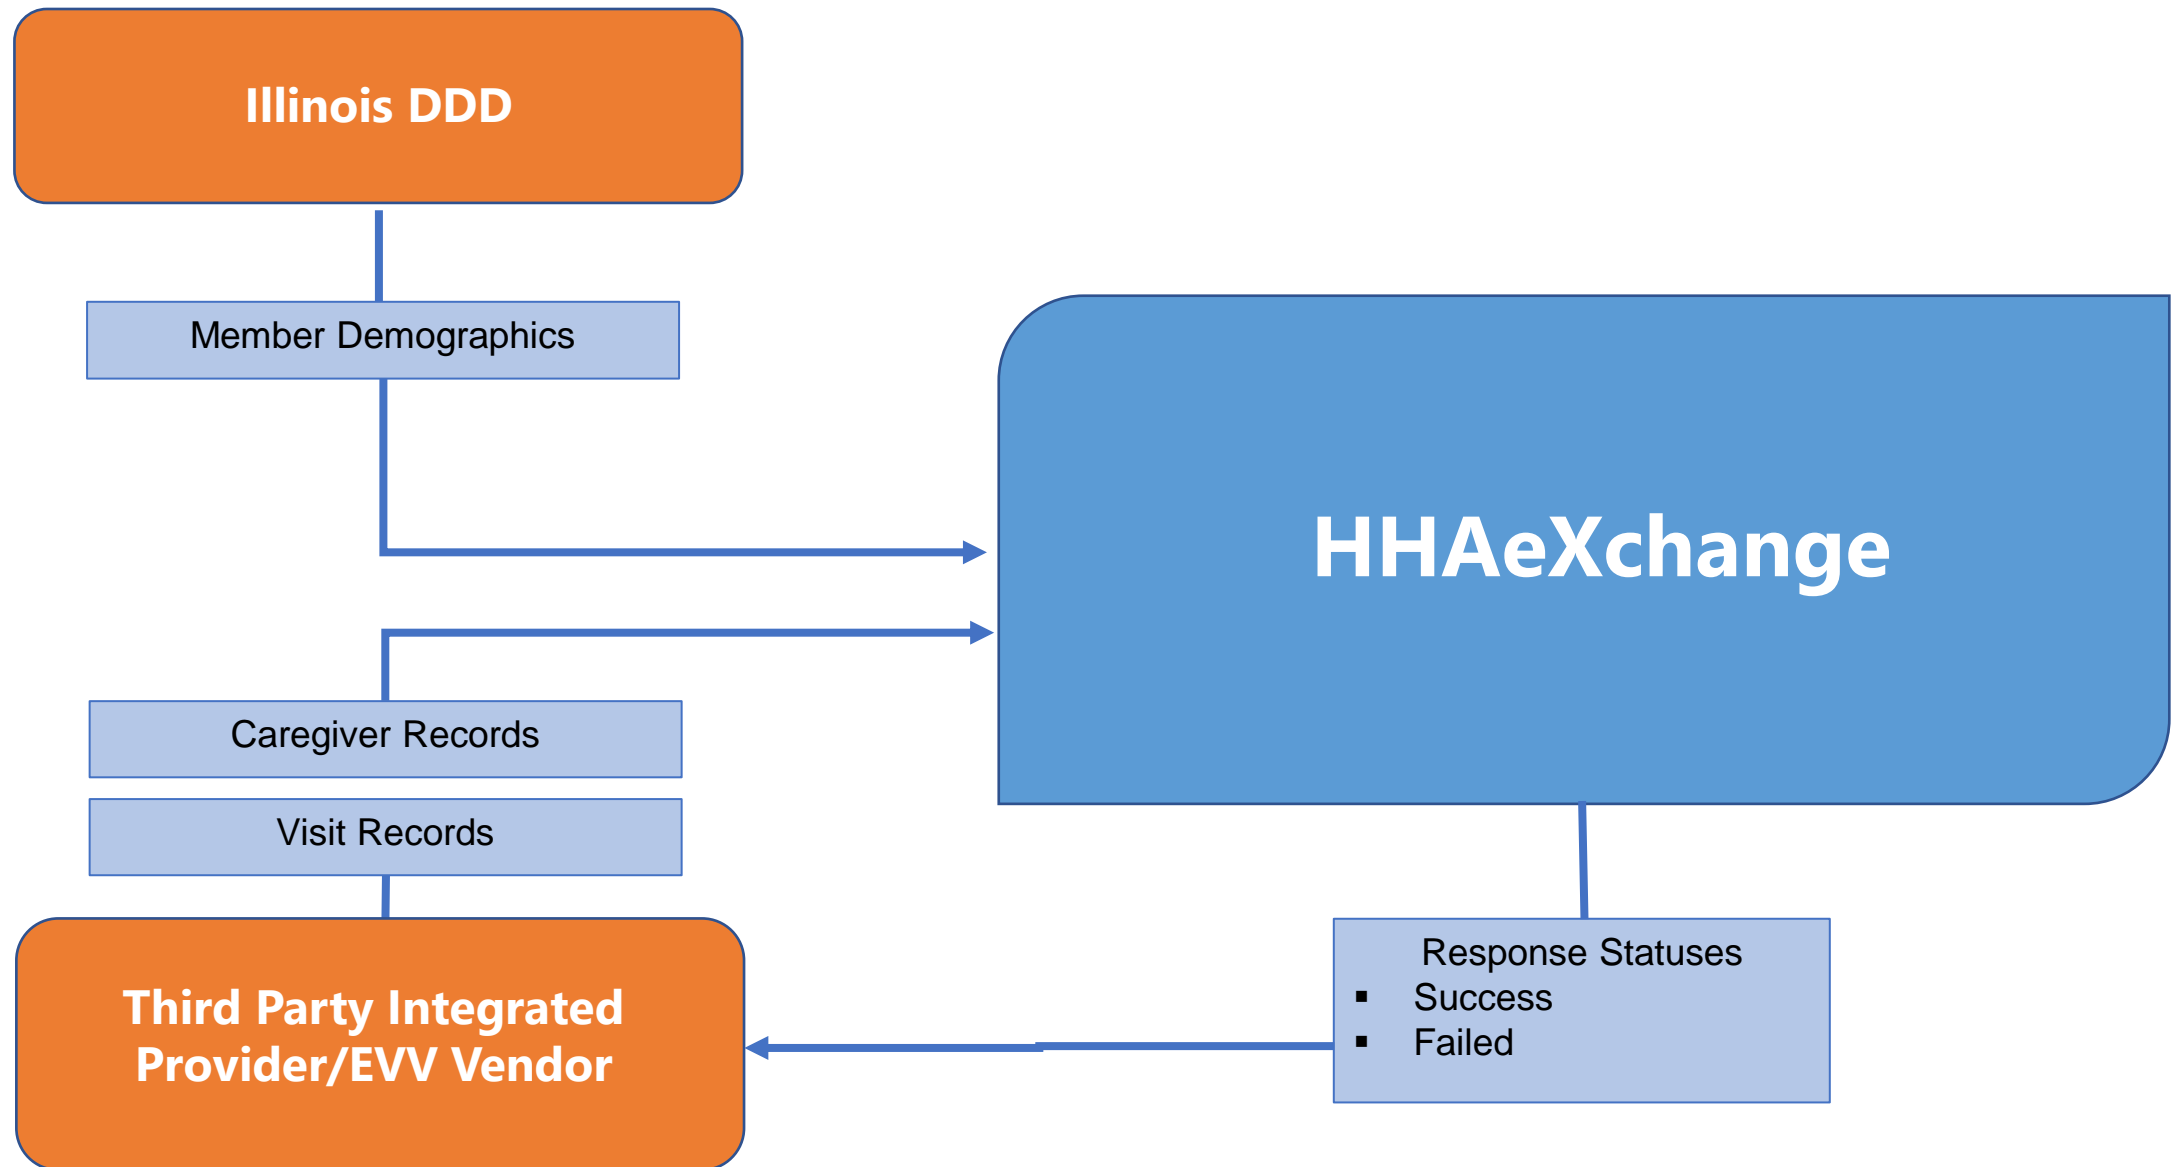 Illinois DDD
Member Demographics
HHAeXchange
Caregiver Records
Visit Records
Third Party Integrated
Provider/EVV Vendor
Response Statuses
▪ Success
▪ Failed